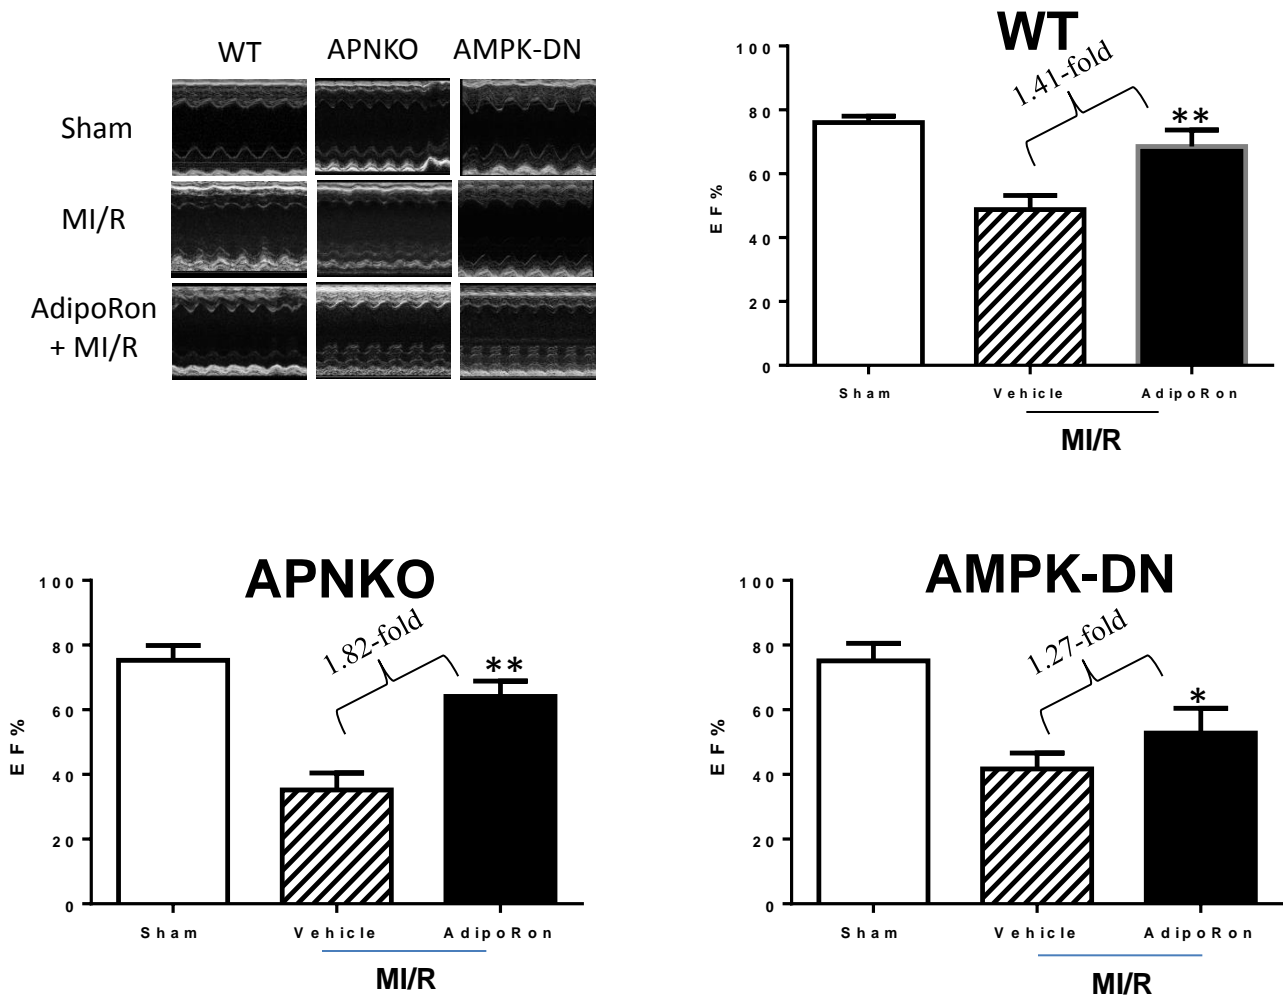 WT APNKO AMPK-DN
Sham
MI/R
AdipoRon
+ MI/R
WT
1.41-fold
**
100
80
60
40
20
0
EF%
Sham Vehicle AdipoRon
MI/R
APNKO
1.82-fold
**
100
80
60
40
20
0
EF%
Sham Vehicle AdipoRon
MI/R
AMPK-DN
1.27-fold
*
100
80
60
40
20
0
EF%
Sham Vehicle AdipoRon
MI/R